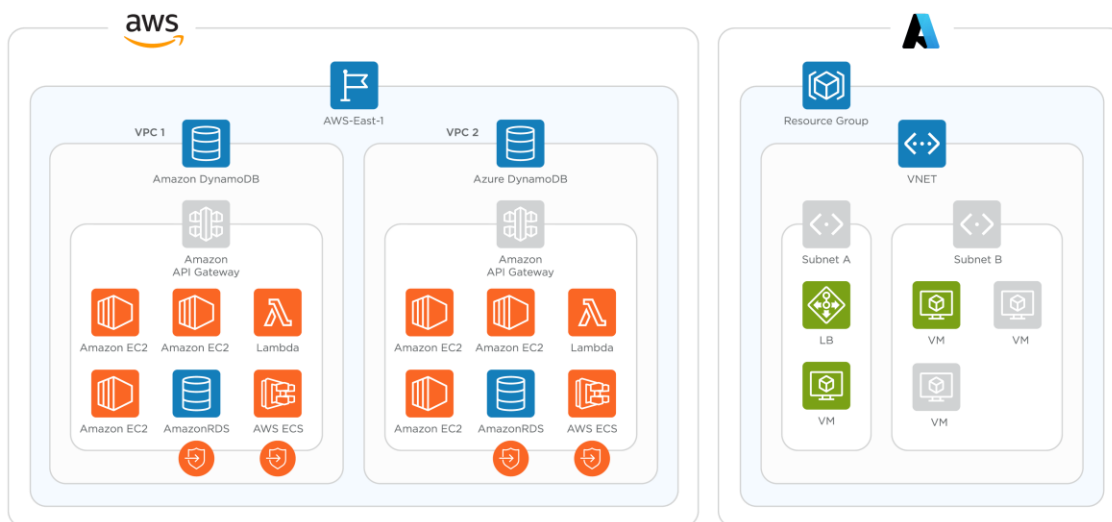 aws
AWS-East-1
VPC 1
Amazon DynamoDB
Amazon
API Gateway
Amazon EC2
Amazon EC2
Lambda
Amazon EC2
AmazonRDS
AWS ECS
VPC 2
Azure DynamoDB
Amazon
API Gateway
Amazon EC2
Amazon EC2
Lambda
Amazon EC2
AmazonRDS
AWS ECS
Resource Group
VNET
Subnet A
LB
VM
Subnet B
VM
VM
VM